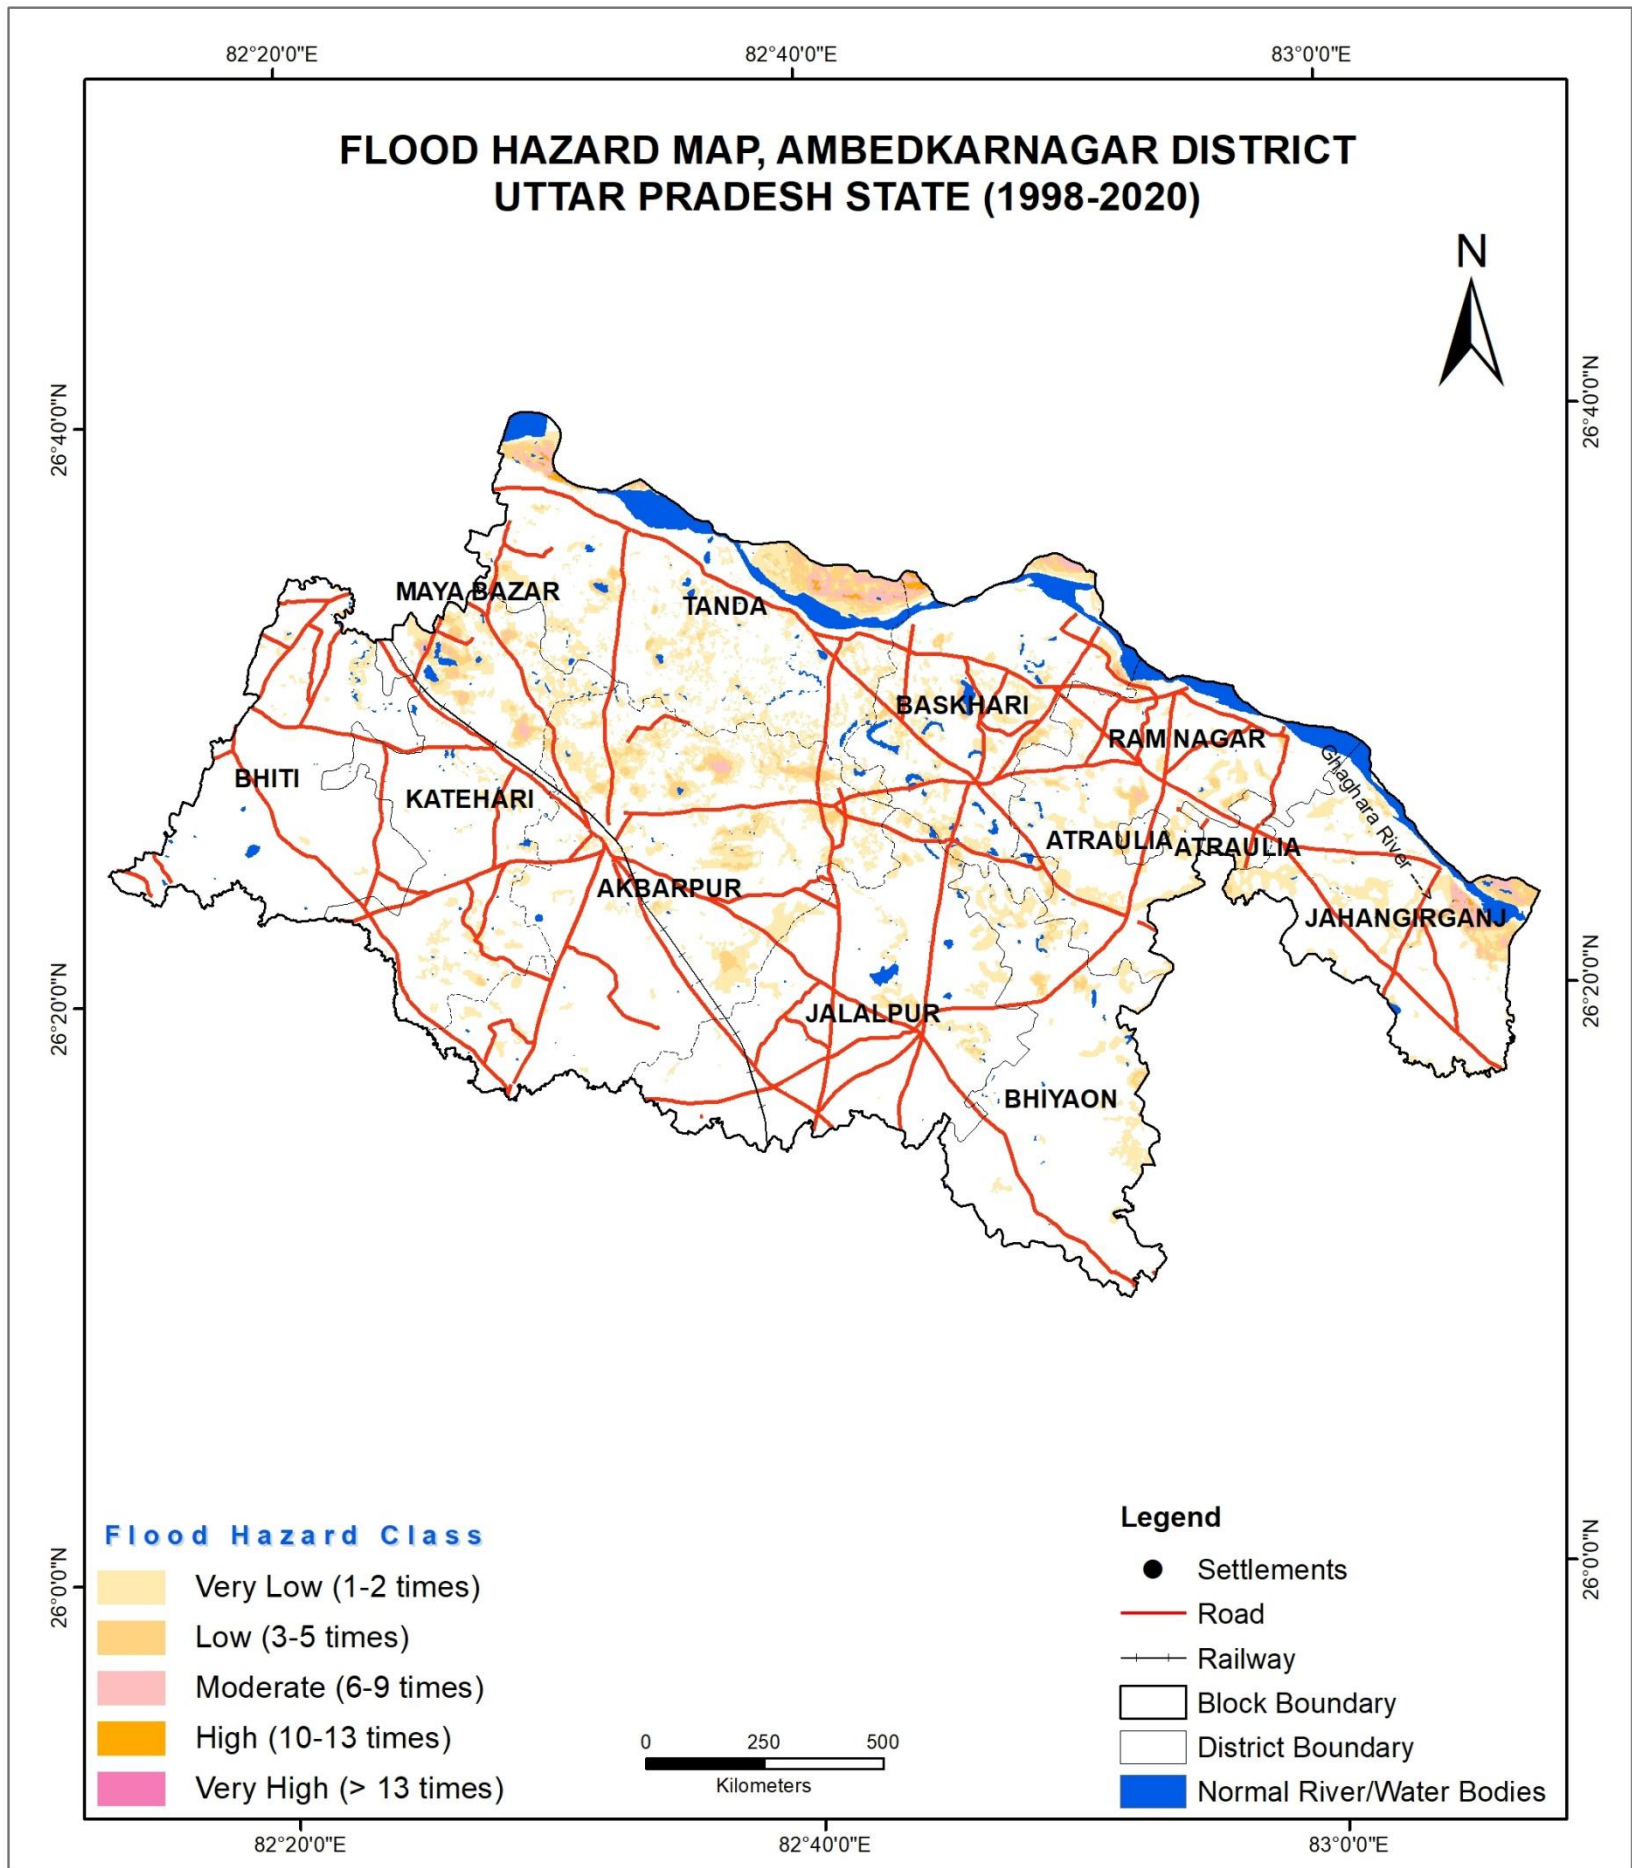 82°20'0"E
82°40'0"E
83°0'0"E
FLOOD HAZARD MAP, AMBEDKARNAGAR DISTRICT
UTTAR PRADESH STATE (1998-2020)
N
26°40'0"N
26°40'0"N
MAYA BAZAR
TANDA
BASKHARI
RAM NAGAR
Ghaghara River
BHITI
KATEHARI
ATRAULIA
ATRAULIA
AKBARPUR
JAHANGIRGANJ
26°20'0"N
26°20'0"N
JALALPUR
BHIYAON
26°0'0"N
26°0'0"N
Flood Hazard Class
Very Low (1-2 times)
Low (3-5 times)
Moderate (6-9 times)
High (10-13 times)
Very High (> 13 times)
0 250 500
Kilometers
Legend
Settlements
Road
Railway
Block Boundary
District Boundary
Normal River/Water Bodies
82°20'0"E
82°40'0"E
83°0'0"E